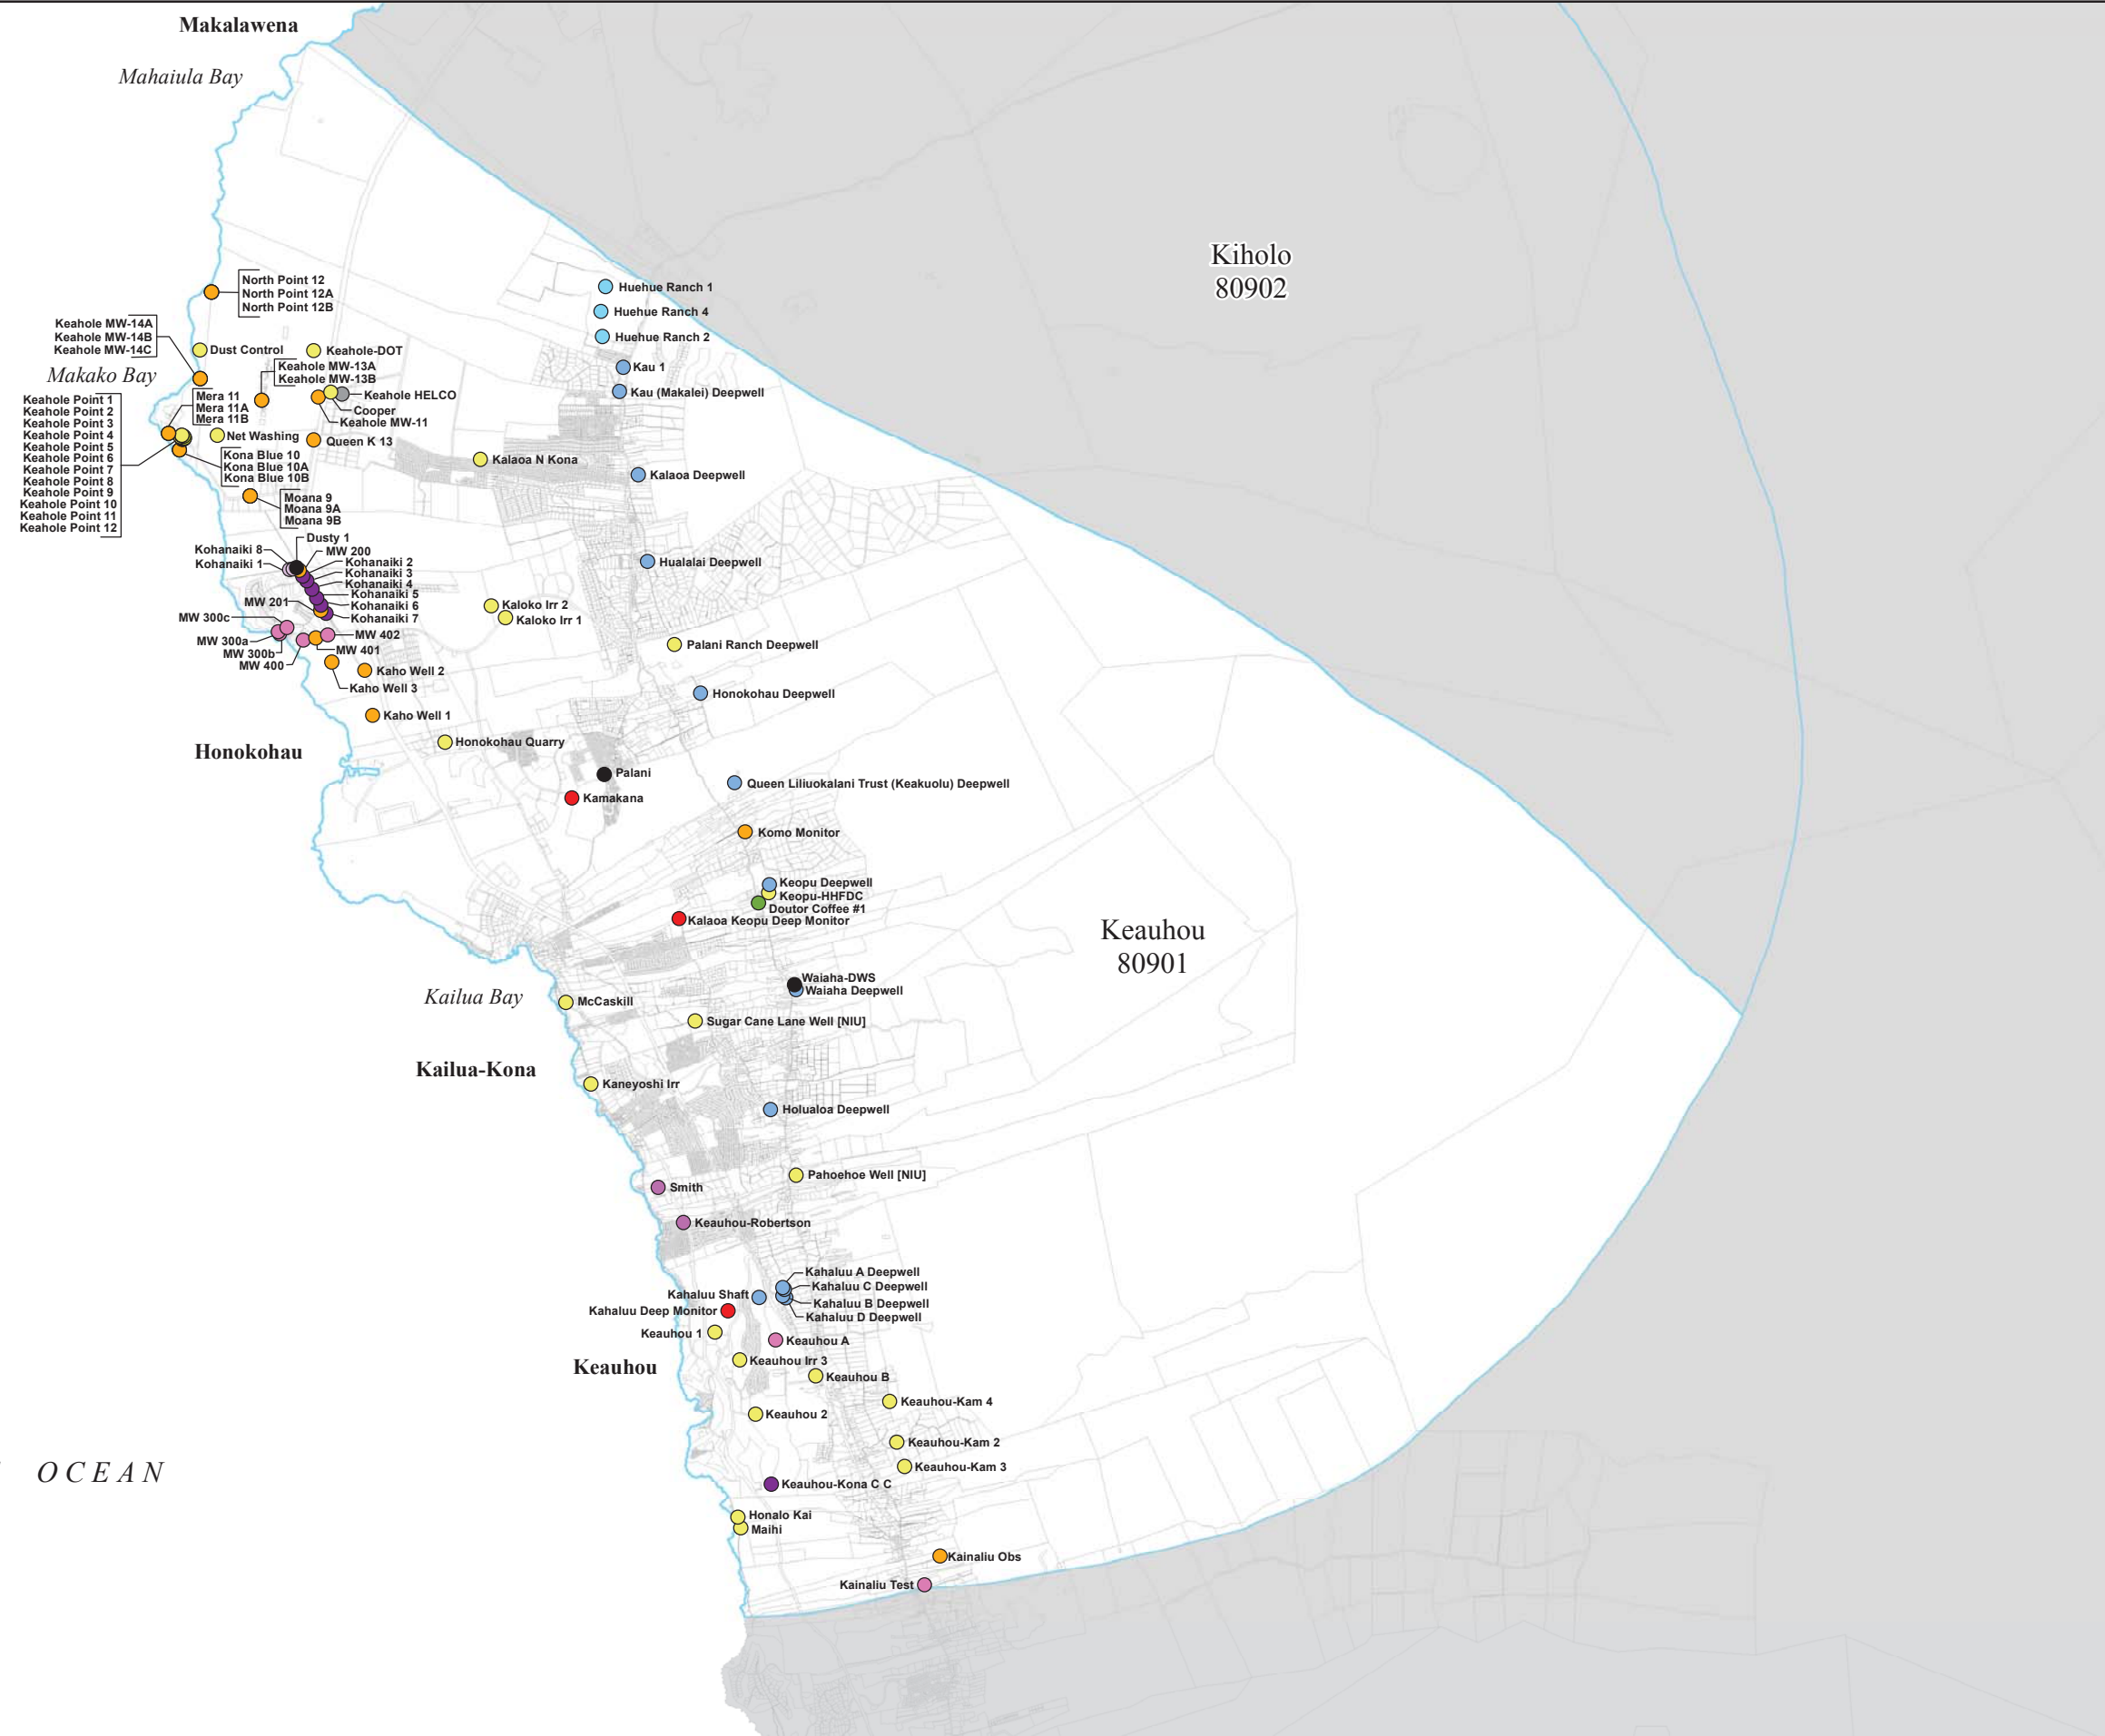 Makalawena
Mahaiula Bay
Kiholo
80902
North Point 12
North Point 12A
North Point 12B
Huehue Ranch 1
Huehue Ranch 4
Huehue Ranch 2
Keahole MW-14A
Keahole MW-14B
Keahole MW-14C
Dust Control
Keahole-DOT
Makako Bay
Keahole MW-13A
Keahole MW-13B
Kau 1
Kau (Makalei) Deepwell
Keahole HELCO
Cooper
Keahole MW-11
Mera 11
Mera 11A
Mera 11B
Keahole Point 1
Keahole Point 2
Keahole Point 3
Keahole Point 4
Keahole Point 5
Keahole Point 6
Keahole Point 7
Keahole Point 8
Keahole Point 9
Keahole Point 10
Keahole Point 11
Keahole Point 12
Net Washing
Queen K 13
Kona Blue 10
Kona Blue 10A
Kona Blue 10B
Kalaoa N Kona
Kalaoa Deepwell
Moana 9
Moana 9A
Moana 9B
Dusty 1
Kohanaiki 8
MW 200
Kohanaiki 1
Kohanaiki 2
Kohanaiki 3
Kohanaiki 4
Kohanaiki 5
Kohanaiki 6
Kohanaiki 7
Hualalai Deepwell
MW 201
MW 300c
Kaloko Irr 2
Kaloko Irr 1
MW 300a
MW 300b
MW 400
MW 402
MW 401
Palani Ranch Deepwell
Kaho Well 2
Kaho Well 3
Honokohau Deepwell
Kaho Well 1
Honokohau
Honokohau Quarry
Palani
Kamakana
Queen Liliuokalani Trust (Keakuolu) Deepwell
Komo Monitor
Keopu Deepwell
Keopu-HHFDC
Doutor Coffee #1
Kalaoa Keopu Deep Monitor
Keauhou
80901
Waiaha-DWS
Waiaha Deepwell
Kailua Bay
McCaskill
Sugar Cane Lane Well [NIU]
Kailua-Kona
Kaneyoshi Irr
Holualoa Deepwell
Pahoehoe Well [NIU]
Smith
Keauhou-Robertson
Kahaluu A Deepwell
Kahaluu C Deepwell
Kahaluu Shaft
Kahaluu B Deepwell
Kahaluu Deep Monitor
Kahaluu D Deepwell
Keauhou 1
Keauhou A
Keauhou
Keauhou Irr 3
Keauhou B
Keauhou-Kam 4
Keauhou 2
Keauhou-Kam 2
Keauhou-Kam 3
OCEAN
Keauhou-Kona C C
Honalo Kai
Maihi
Kainaliu Obs
Kainaliu Test